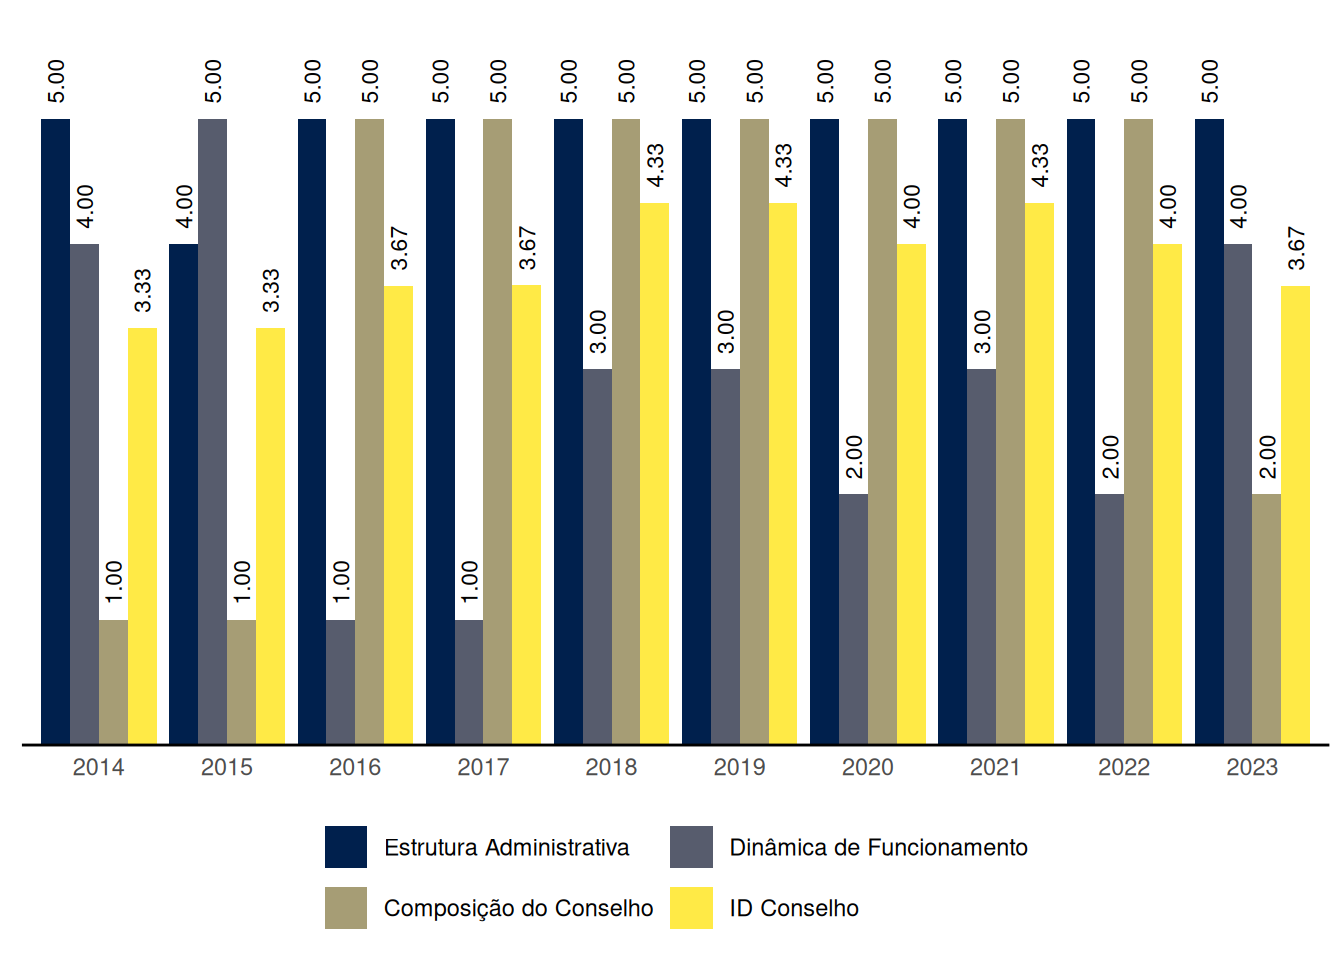 5.00 4.00 1.00 3.33 4.00 5.00 1.00 3.33 5.00 1.00 5.00 3.67 5.00 1.00 5.00 3.67 5.00 3.00 5.00 4.33 5.00 3.00 5.00 4.33 5.00 2.00 5.00 4.00 5.00 3.00 5.00 4.33 5.00 2.00 5.00 4.00 5.00 4.00 2.00 3.67
2014 2015 2016 2017 2018 2019 2020 2021 2022 2023
Estrutura Administrativa Dinâmica de Funcionamento
Composição do Conselho ID Conselho